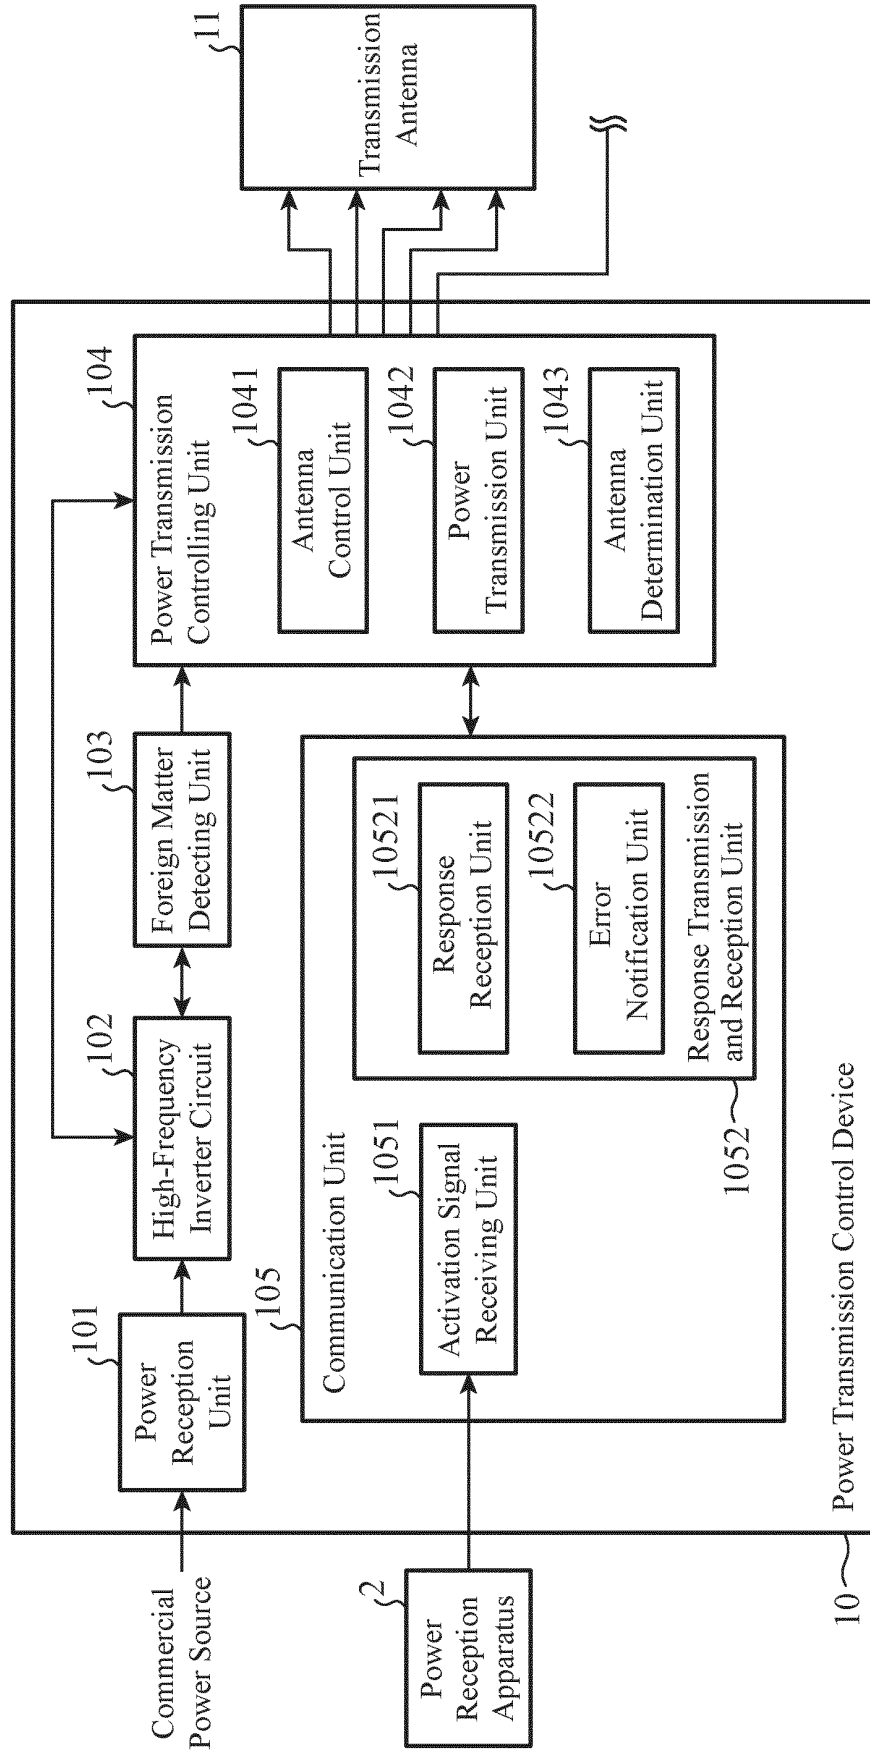 Commercial
Power Source
101
Power
Reception
Unit
102
High-Frequency
Inverter Circuit
103
Foreign Matter
Detecting Unit
104
Power Transmission
Controlling Unit
1041
Antenna
Control Unit
1042
Power
Transmission Unit
1043
Antenna
Determination Unit
11
Transmission
Antenna
2
Power
Reception
Apparatus
105
Communication Unit
1051
Activation Signal
Receiving Unit
10521
Response
Reception Unit
10522
Error
Notification Unit
Response Transmission
and Reception Unit
1052
10
Power Transmission Control Device